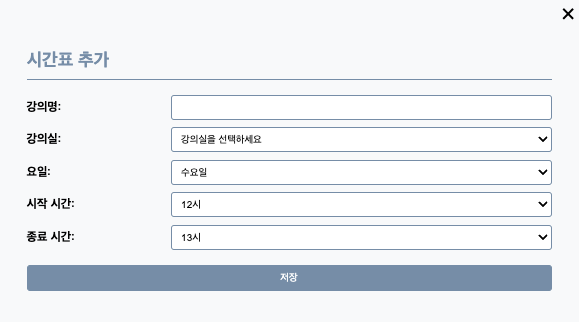 시간표 추가
강의명:
강의실: 강의실을 선택하세요
요일: 수요일
시작 시간: 12시
종료 시간: 13시
저장